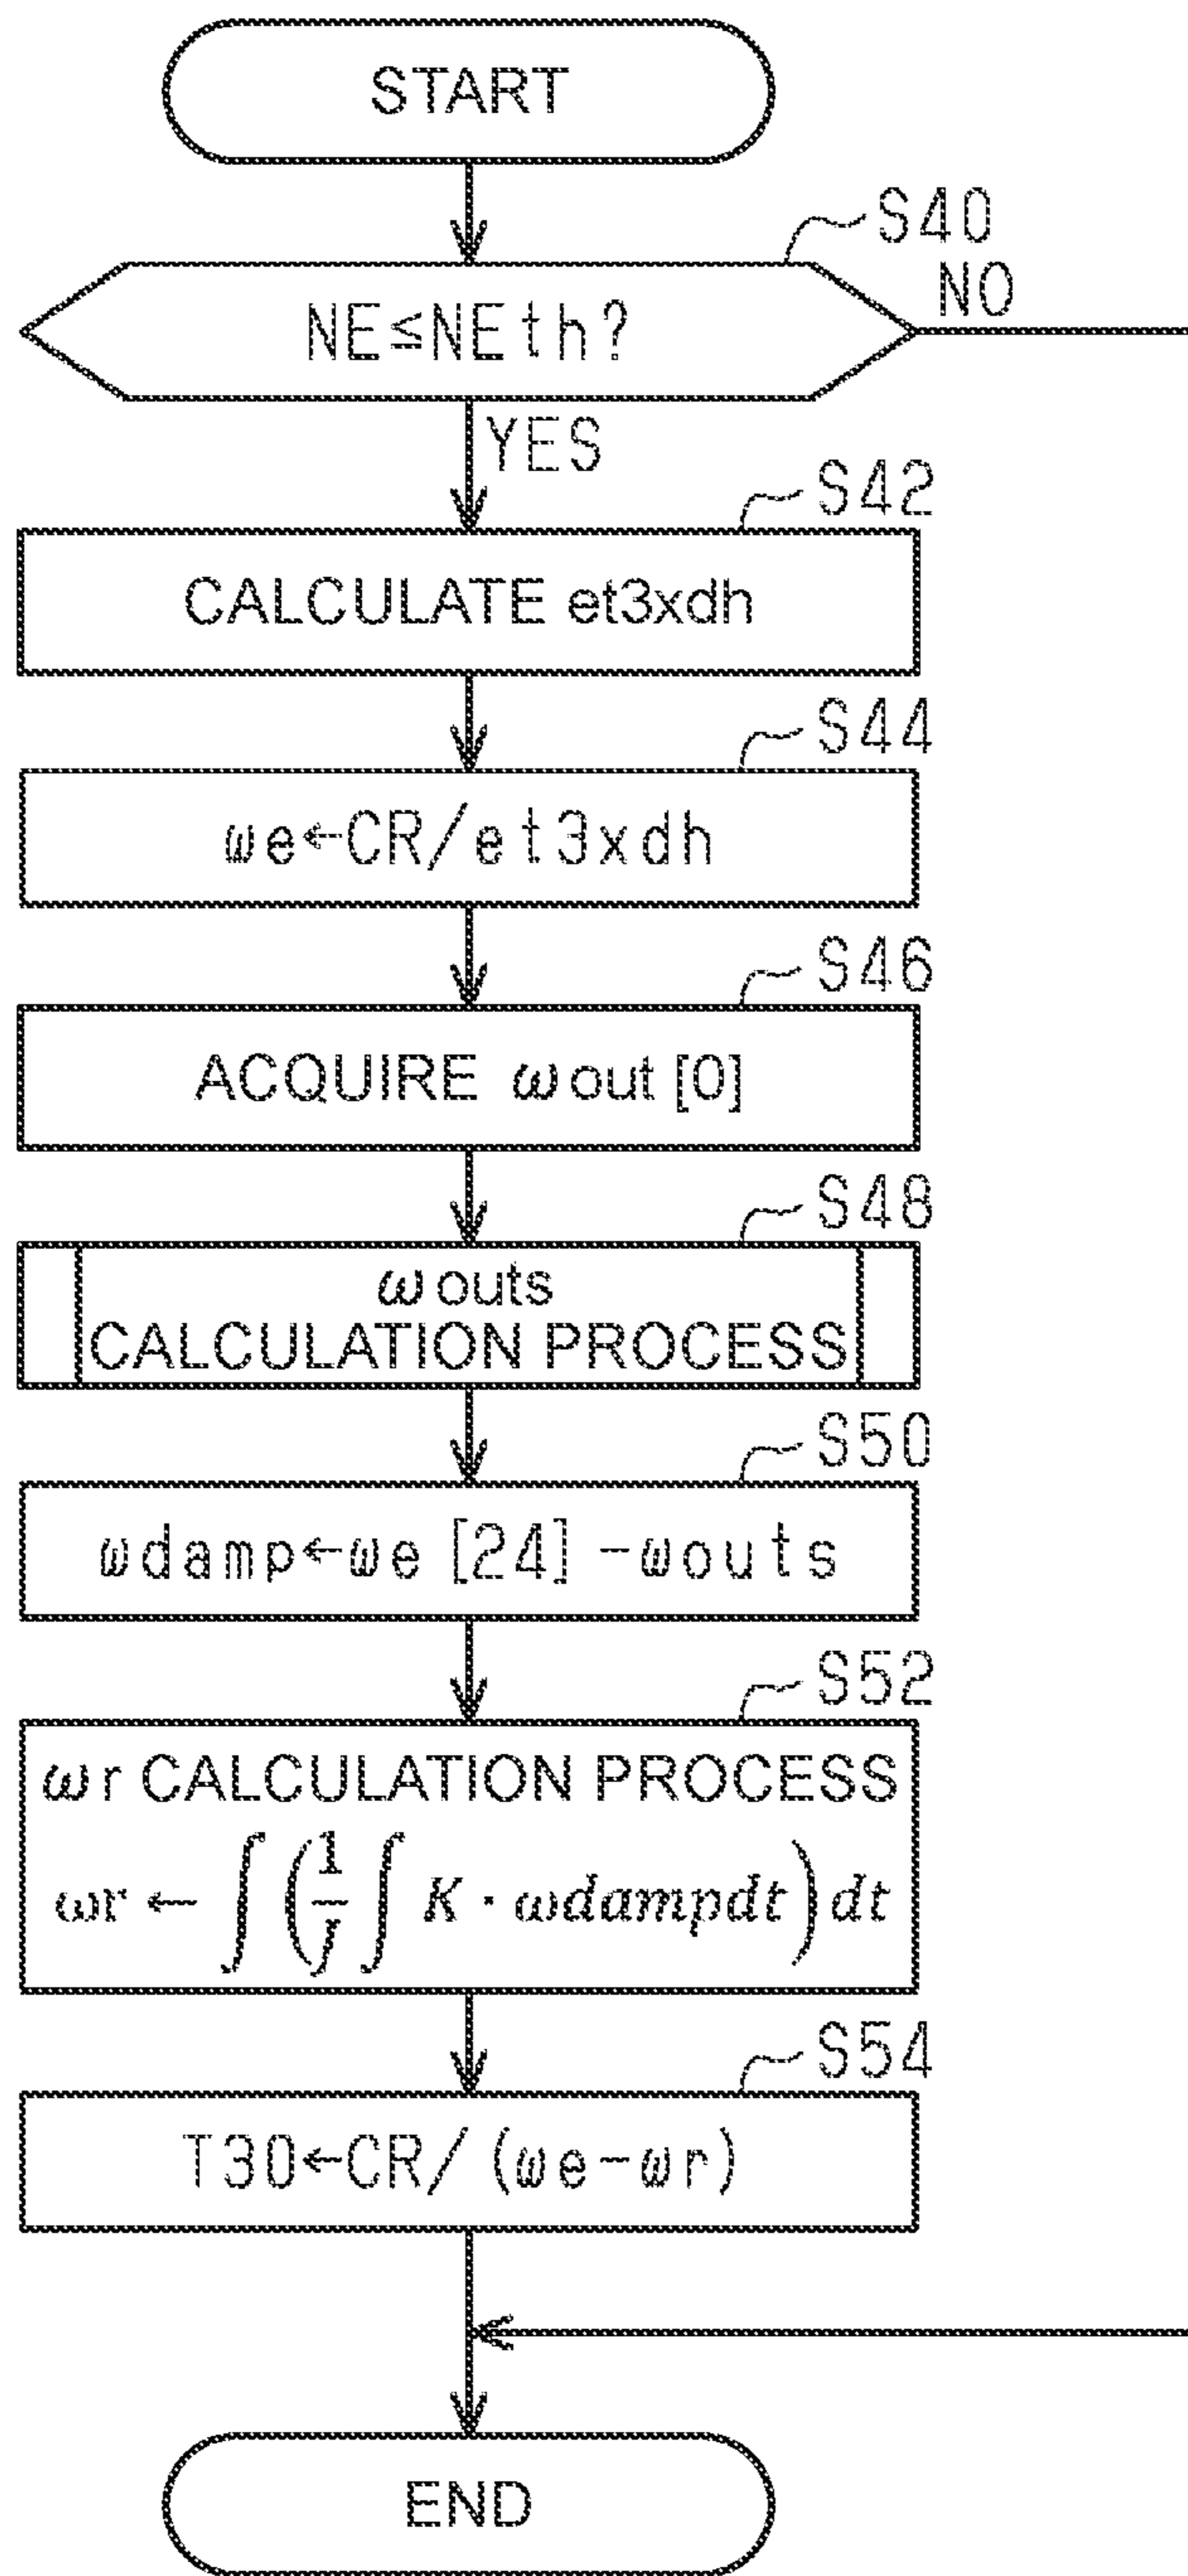 START
S40
NE≤NEth?
NO
YES
S42
CALCULATE et3xdh
S44
ωe←CR/et3xdh
S46
ACQUIRE ωout [0]
S48
ωouts
CALCULATION PROCESS
S50
ωdamp←ωe [24] -ωouts
S52
ωr CALCULATION PROCESS
ωr ← ∫ (1/J ∫ K · ωdampdt) dt
S54
T30←CR/ (ωe-ωr)
END